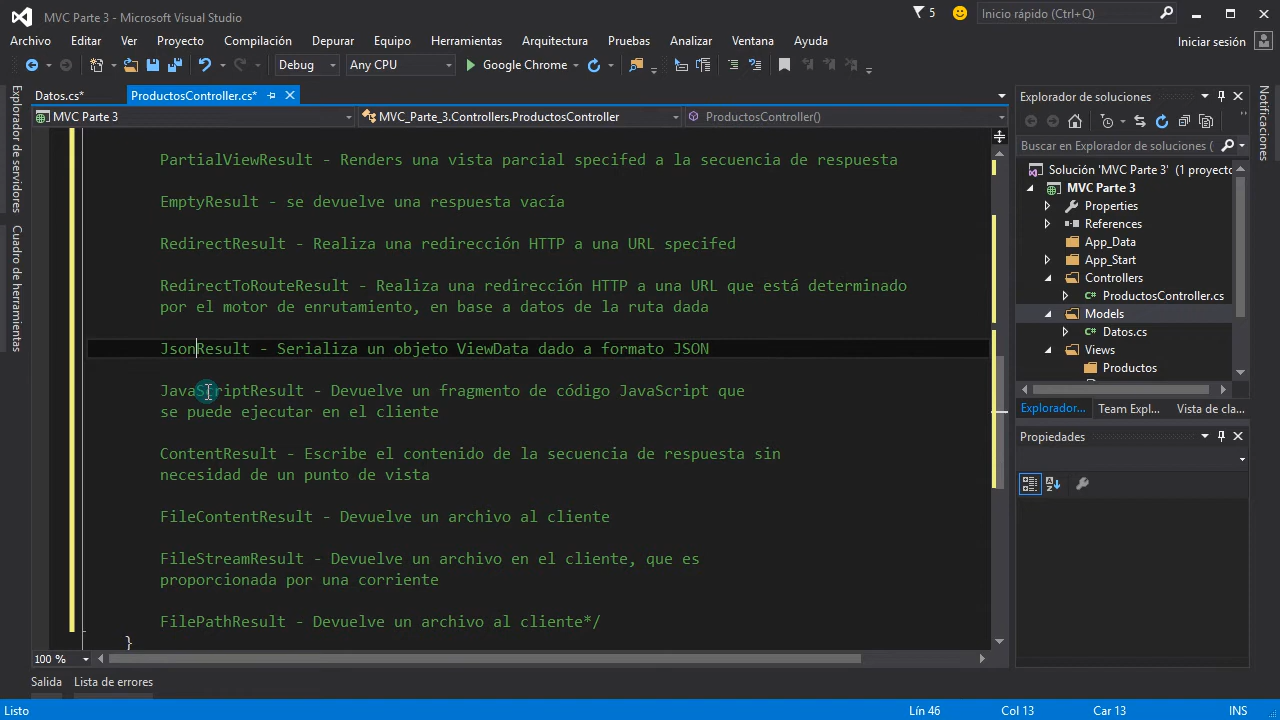 MVC Parte 3 - Microsoft Visual Studio
5
Inicio rápido (Ctrl+Q)
Archivo Editar Ver Proyecto Compilación Depurar Equipo Herramientas Arquitectura Pruebas Analizar Ventana Ayuda
Iniciar sesión
Debug Any CPU Google Chrome
Explorador de servidores
Cuadro de herramientas
Datos.cs*
ProductosController.cs*
MVC Parte 3
MVC_Parte_3.Controllers.ProductosController
ProductosController()
PartialViewResult - Renders una vista parcial specifed a la secuencia de respuesta
EmptyResult - se devuelve una respuesta vacía
RedirectResult - Realiza una redirección HTTP a una URL specifed
RedirectToRouteResult - Realiza una redirección HTTP a una URL que está determinado
por el motor de enrutamiento, en base a datos de la ruta dada
JsonResult - Serializa un objeto ViewData dado a formato JSON
JavaScriptResult - Devuelve un fragmento de código JavaScript que
se puede ejecutar en el cliente
ContentResult - Escribe el contenido de la secuencia de respuesta sin
necesidad de un punto de vista
FileContentResult - Devuelve un archivo al cliente
FileStreamResult - Devuelve un archivo en el cliente, que es
proporcionada por una corriente
FilePathResult - Devuelve un archivo al cliente*/
}
100 %
Explorador de soluciones
Buscar en Explorador de soluciones (
Solución 'MVC Parte 3' (1 proyecto
MVC Parte 3
Properties
References
App_Data
App_Start
Controllers
C# ProductosController.cs
Models
C# Datos.cs
Views
Productos
Explorador... Team Expl... Vista de cla...
Propiedades
Notificaciones
Salida Lista de errores
Listo
Lín 46 Col 13 Car 13 INS